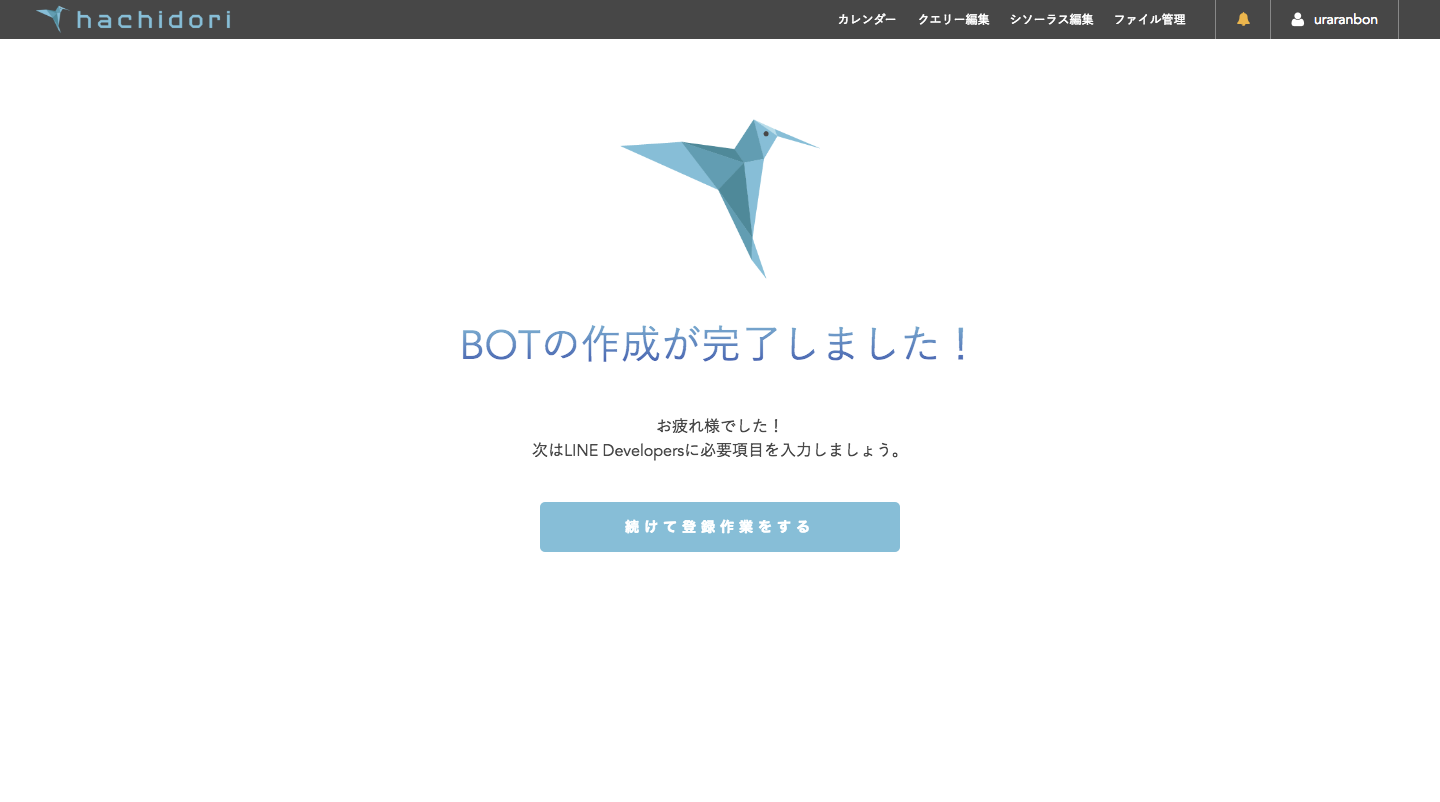 hachidori
カレンダー クエリー編集 シソーラス編集 ファイル管理 uraranbon
BOTの作成が完了しました！
お疲れ様でした！
次はLINE Developersに必要項目を入力しましょう。
続けて登録作業をする